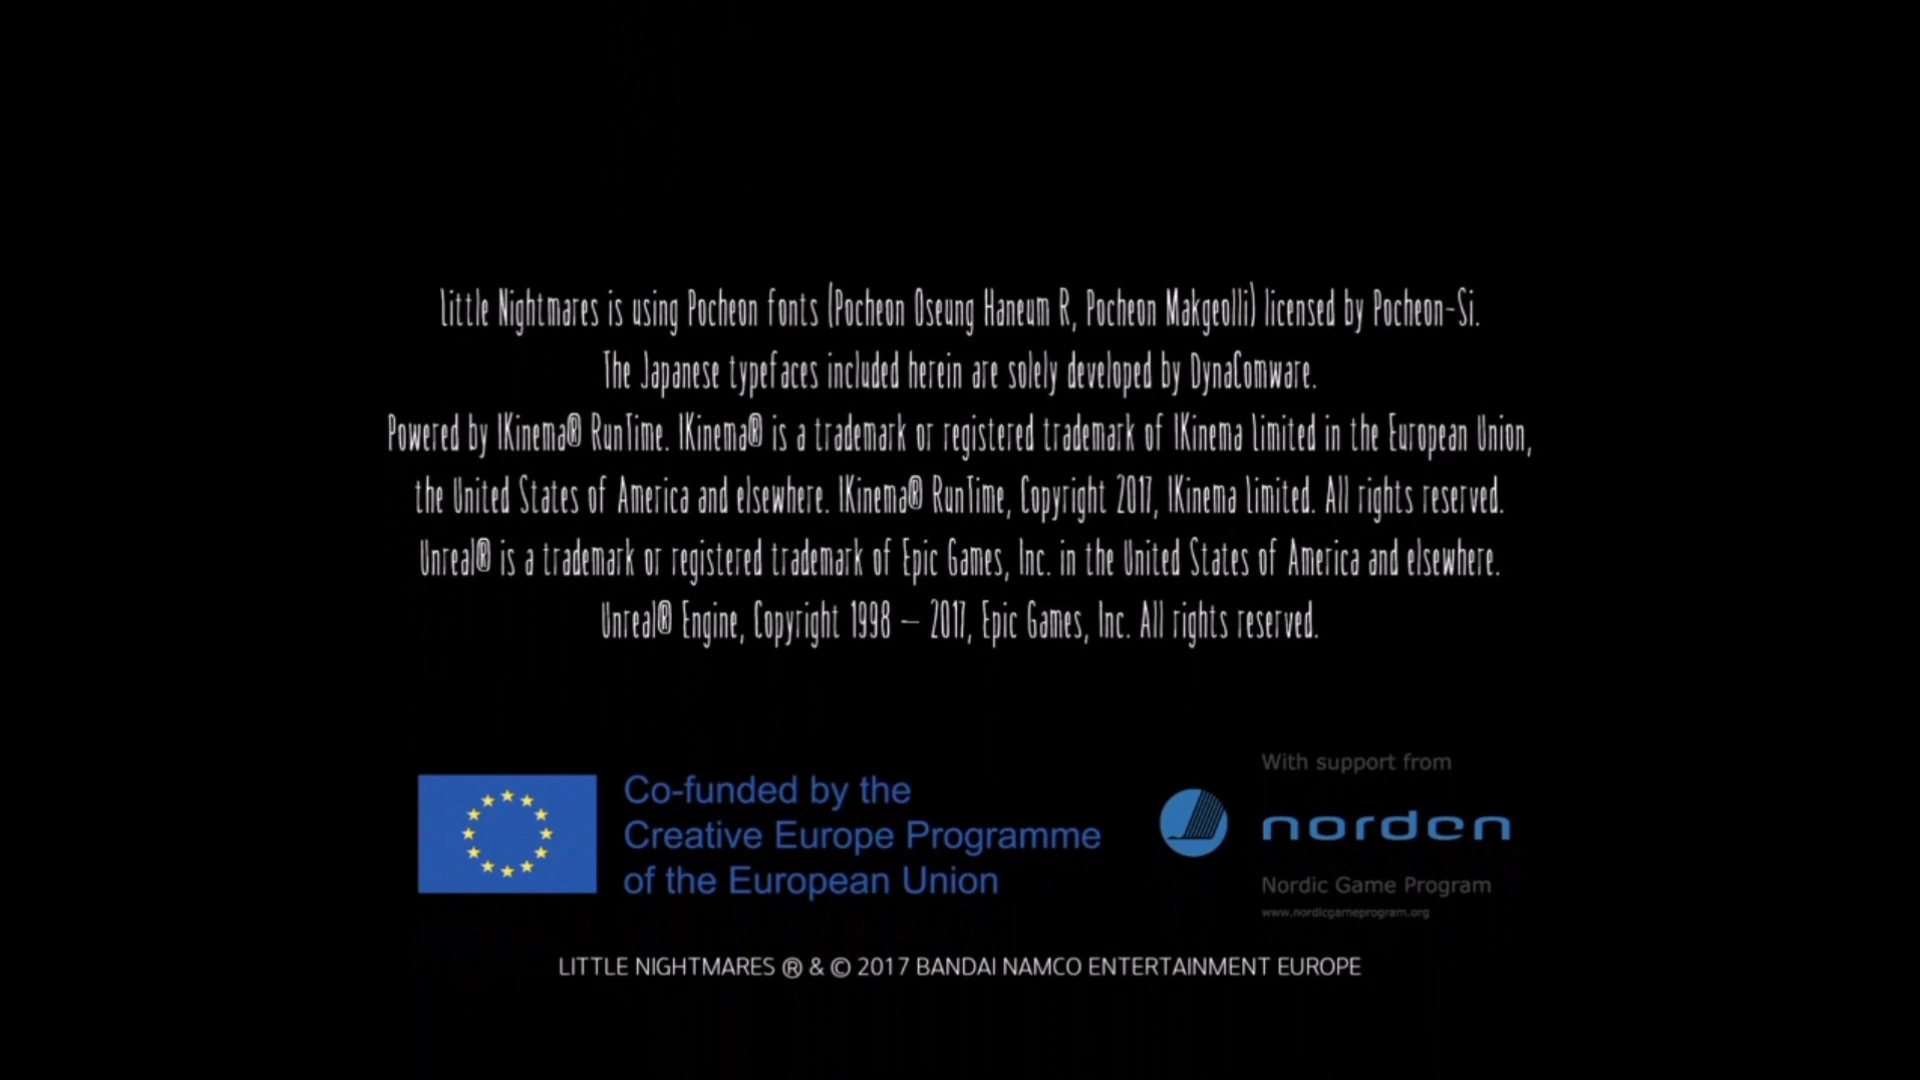 Little Nightmares is using Pocheon fonts (Pocheon Oseung Haneum R, Pocheon Makgeolli) licensed by Pocheon-Si.
The Japanese typefaces included herein are solely developed by DynaComware.
Powered by IKinema® RunTime. IKinema® is a trademark or registered trademark of IKinema Limited in the European Union,
the United States of America and elsewhere. IKinema® RunTime, Copyright 2017, IKinema Limited. All rights reserved.
Unreal® is a trademark or registered trademark of Epic Games, Inc. in the United States of America and elsewhere.
Unreal® Engine, Copyright 1998 – 2017, Epic Games, Inc. All rights reserved.
Co-funded by the
Creative Europe Programme
of the European Union
With support from
norden
Nordic Game Program
www.nordicgameprogram.org
LITTLE NIGHTMARES ® & © 2017 BANDAI NAMCO ENTERTAINMENT EUROPE